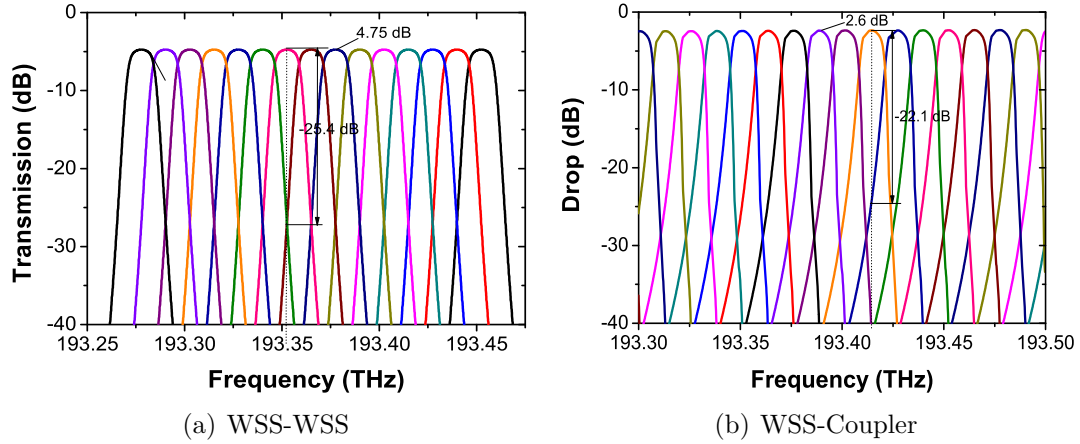 0
-10
-20
-30
-40
Transmission (dB)
4.75 dB
-25.4 dB
193.25
193.30
193.35
193.40
193.45
Frequency (THz)
(a) WSS-WSS
0
-10
-20
-30
-40
Drop (dB)
2.6 dB
-22.1 dB
193.30
193.35
193.40
193.45
193.50
Frequency (THz)
(b) WSS-Coupler